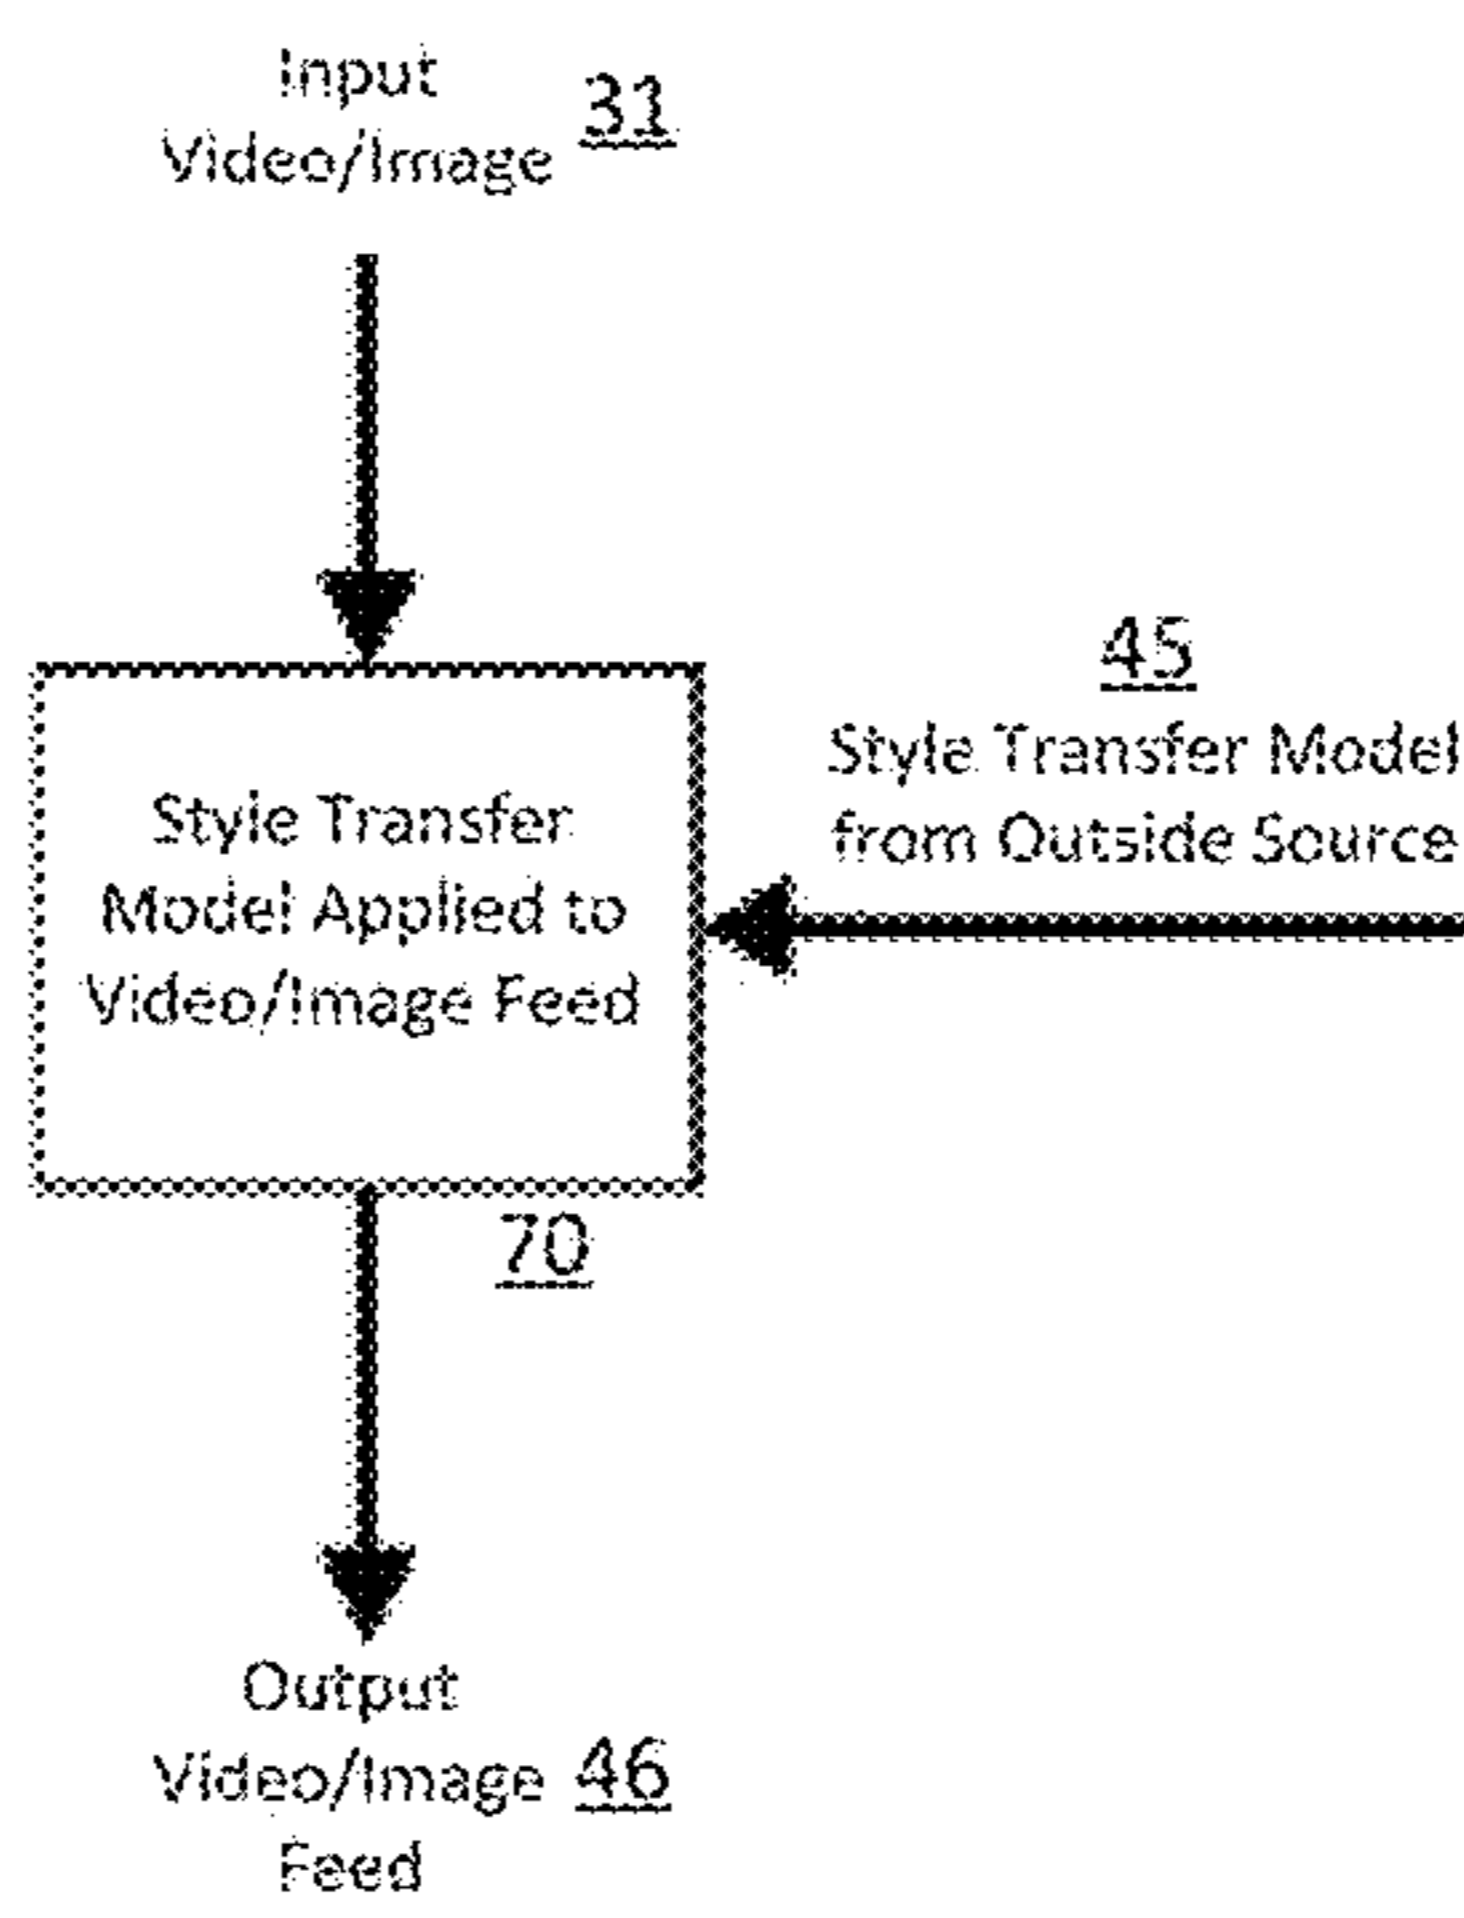 Input
Video/Image 31
45
Style Transfer Model
from Outside Source
Style Transfer
Model Applied to
Video/Image Feed
70
Output
Video/Image 46
Feed